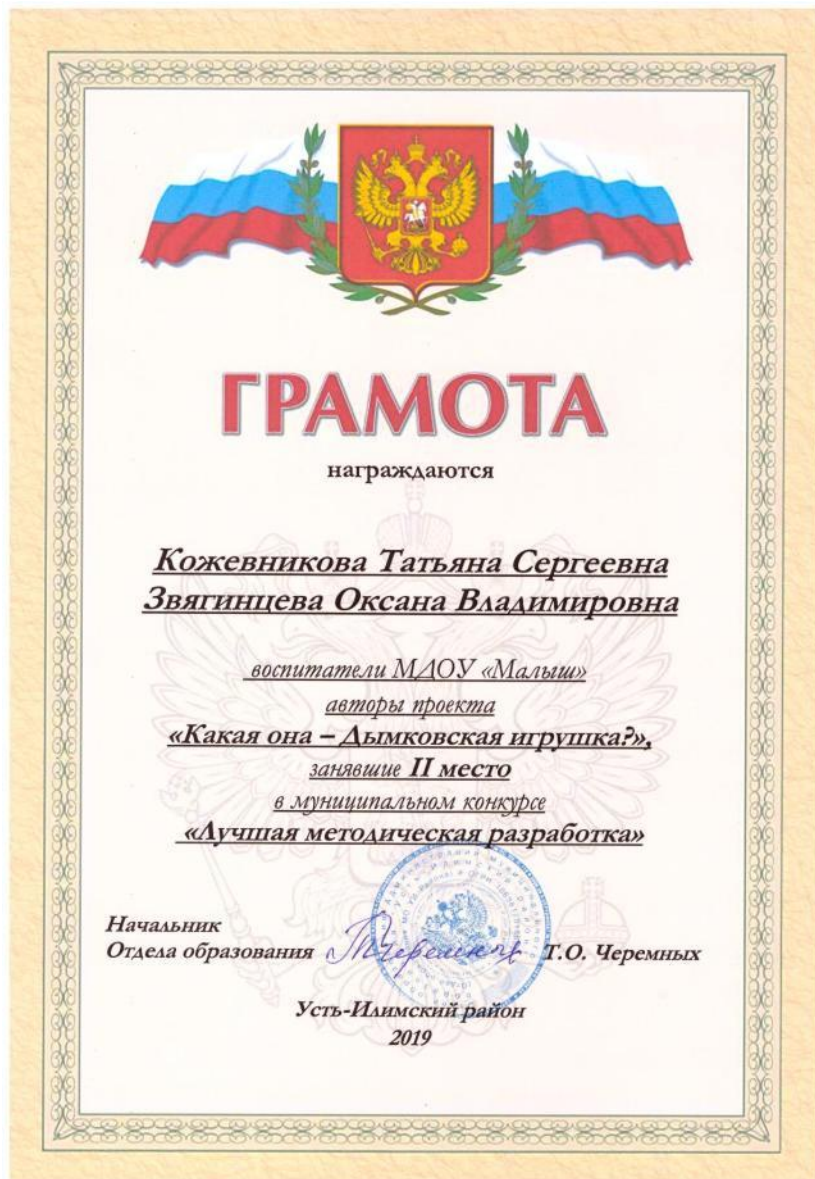 ГРАМОТА
награждаются
Кожевникова Татьяна Сергеевна
Звягинцева Оксана Владимировна
воспитатели МДОУ «Малыш»
авторы проекта
«Какая она – Дымковская игрушка?»,
занявшие II место
в муниципальном конкурсе
«Лучшая методическая разработка»
Начальник
Отдела образования Т.О. Черемных
Усть-Илимский район
2019